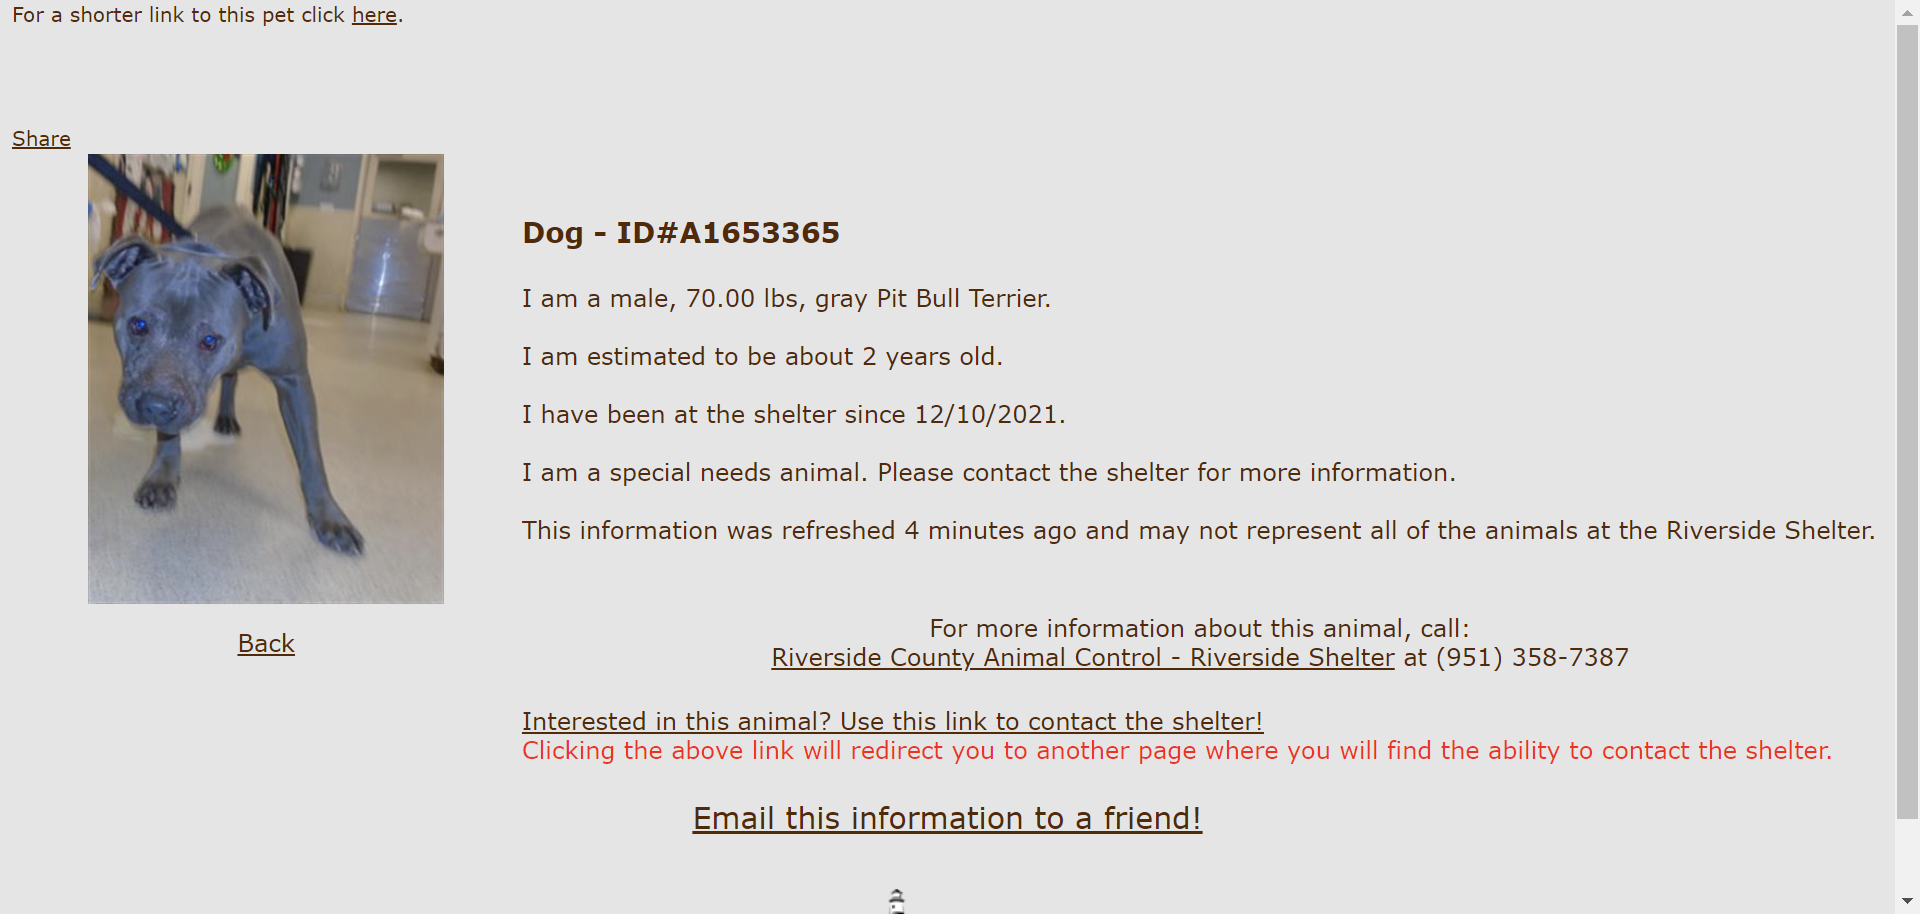 For a shorter link to this pet click here.
Share
Dog - ID#A1653365
I am a male, 70.00 lbs, gray Pit Bull Terrier.
I am estimated to be about 2 years old.
I have been at the shelter since 12/10/2021.
I am a special needs animal. Please contact the shelter for more information.
This information was refreshed 4 minutes ago and may not represent all of the animals at the Riverside Shelter.
Back
For more information about this animal, call:
Riverside County Animal Control - Riverside Shelter at (951) 358-7387
Interested in this animal? Use this link to contact the shelter!
Clicking the above link will redirect you to another page where you will find the ability to contact the shelter.
Email this information to a friend!